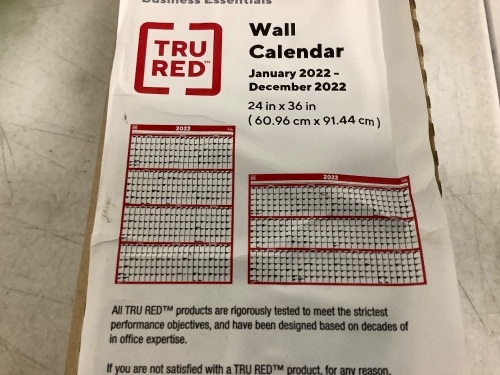 Business Essentials
TRU
RED™
Wall
Calendar
January 2022 –
December 2022
24 in x 36 in
( 60.96 cm x 91.44 cm )
2022
2022
All TRU RED™ products are rigorously tested to meet the strictest
performance objectives, and have been designed based on decades of
in office expertise.
If you are not satisfied with a TRU RED™ product, for any reason,